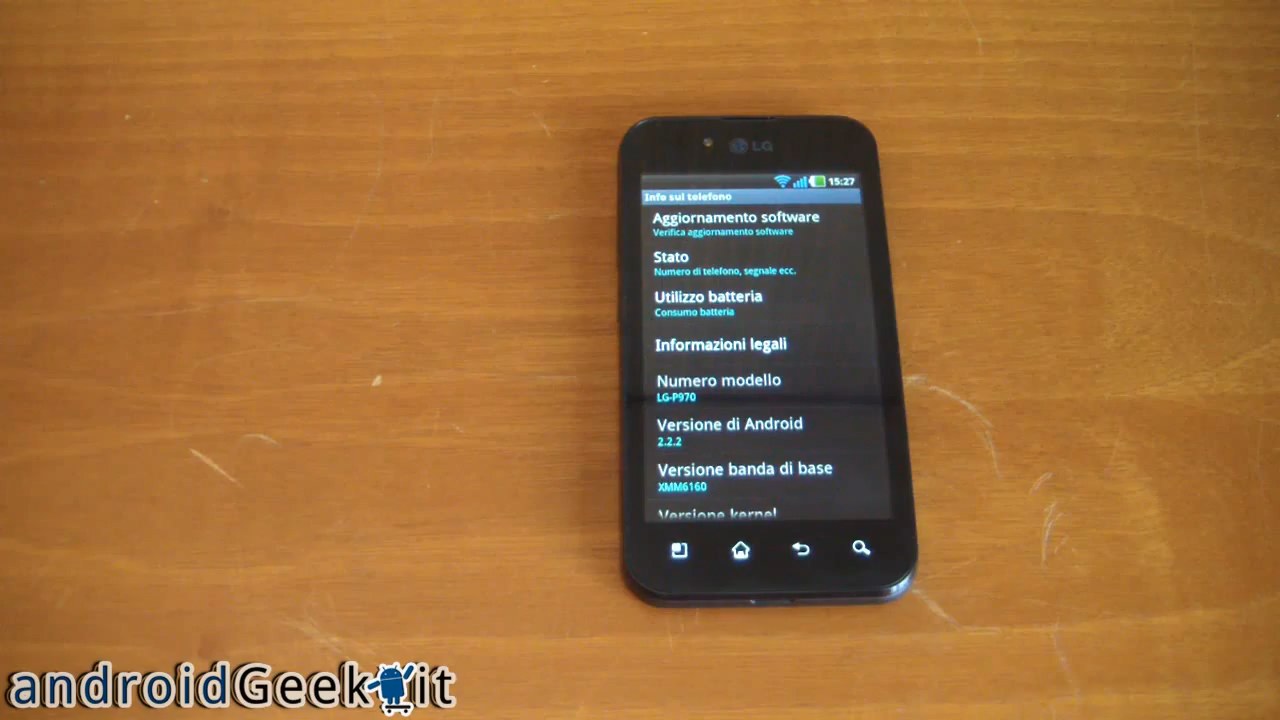 LG
15:27
Info sul telefono
Aggiornamento software
Verifica aggiornamento software
Stato
Numero di telefono, segnale ecc.
Utilizzo batteria
Consumo batteria
Informazioni legali
Numero modello
LG-P970
Versione di Android
2.2.2
Versione banda di base
XMM6160
Versione kernel
androidGeek it